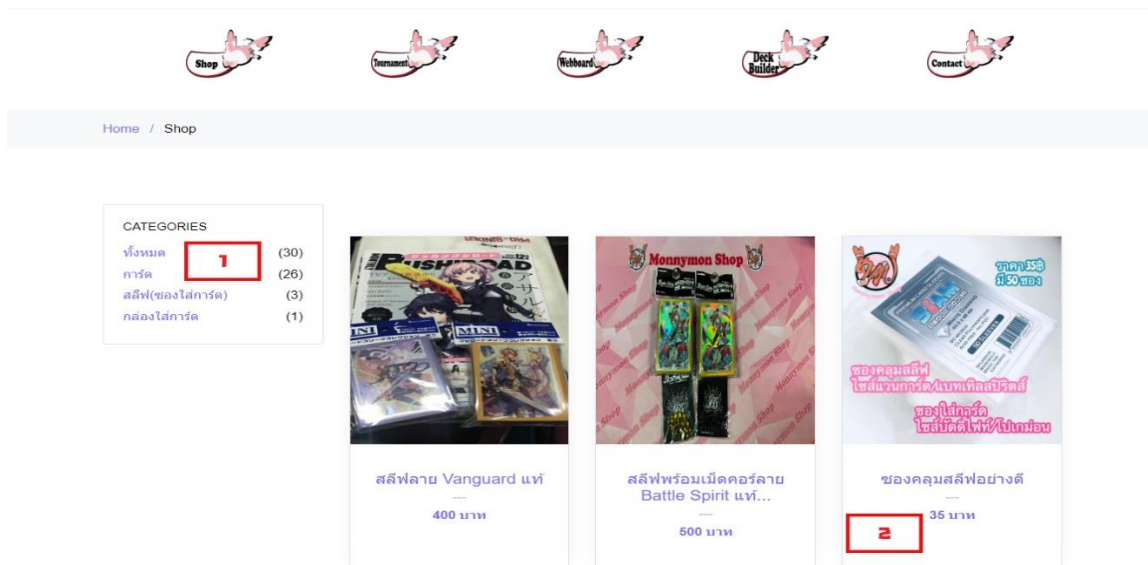 Shop
Tournament
Webboard
Deck
Builder
Contact
Home / Shop
CATEGORIES
ทั้งหมด (30)
1
การ์ด (26)
สลีฟ(ซองใส่การ์ด) (3)
กล่องใส่การ์ด (1)
MINI
MINI
Monnymon Shop
ราคา 35฿
มี 50 ซอง
ซองคลุมสลีฟ
ใสแวนการ์ด/แบทเทิลสปิริตส์
ซองใส่การ์ด
ใสบัดดี้ไฟท์/โปเกม่อน
สลีฟลาย Vanguard แท้
---
400 บาท
สลีฟพร้อมเม็ดคอร์ลาย
Battle Spirit แท้...
---
500 บาท
ซองคลุมสลีฟอย่างดี
---
35 บาท
2